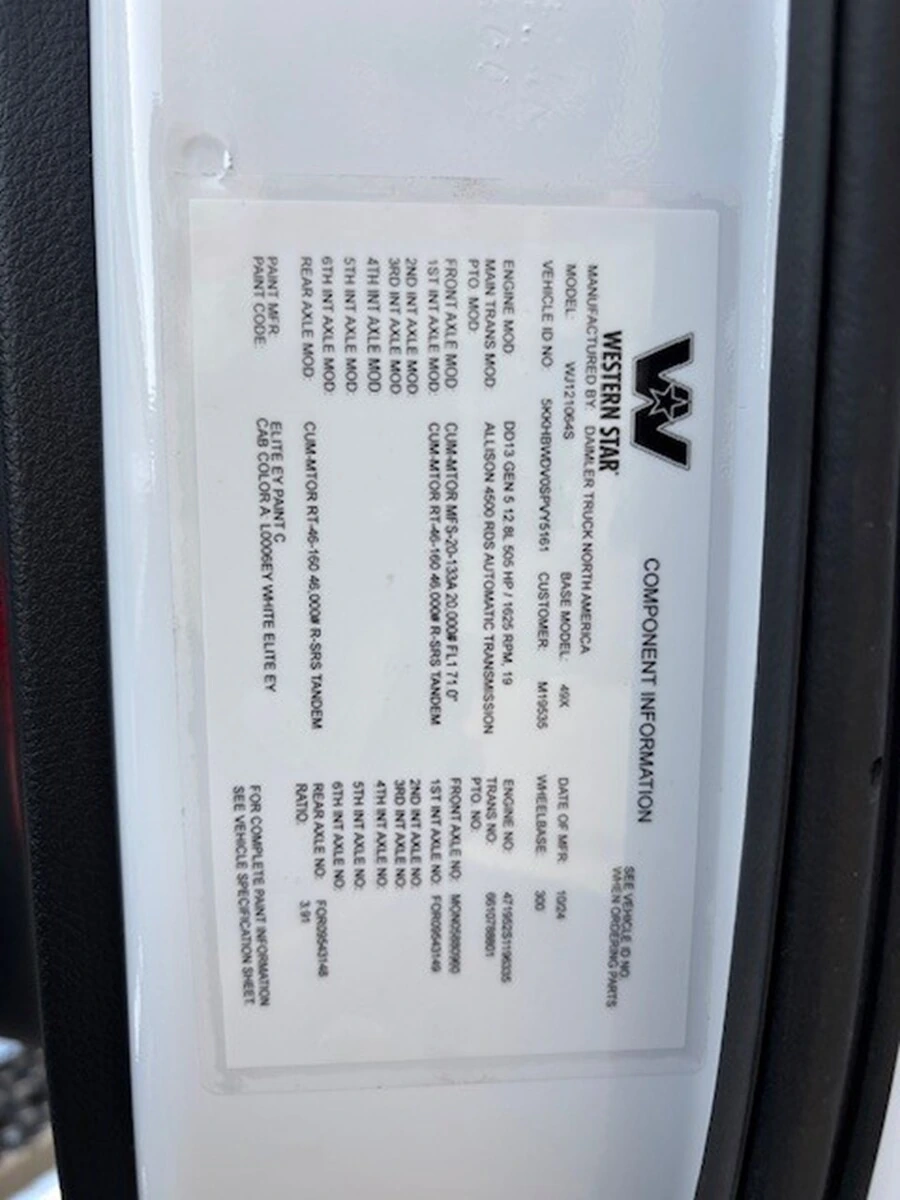 COMPONENT INFORMATION
SEE VEHICLE ID NO.
WHEN ORDERING PARTS
WESTERN STAR
MANUFACTURED BY: DAIMLER TRUCK NORTH AMERICA
MODEL: WJ121064S BASE MODEL: 49X DATE OF MFR: 10/24
VEHICLE ID NO: 5KKHBWDV0SPVY5161 CUSTOMER: M19535 WHEELBASE: 300
ENGINE MOD: DD13 GEN 5 12.8L 505 HP / 1625 RPM, 19 ENGINE NO: 471952S1196335
MAIN TRANS MOD: ALLISON 4500 RDS AUTOMATIC TRANSMISSION TRANS NO: 6610788801
PTO. MOD: PTO. NO:
FRONT AXLE MOD: CUM-MTOR MFS-20-133A 20,000# FL1 71.0" FRONT AXLE NO: MON05880960
1ST INT AXLE MOD: CUM-MTOR RT-46-160 46,000# R-SRS TANDEM 1ST INT AXLE NO: FOR09543149
2ND INT AXLE MOD: 2ND INT AXLE NO:
3RD INT AXLE MOD: 3RD INT AXLE NO:
4TH INT AXLE MOD: 4TH INT AXLE NO:
5TH INT AXLE MOD: 5TH INT AXLE NO:
6TH INT AXLE MOD: 6TH INT AXLE NO:
REAR AXLE MOD: CUM-MTOR RT-46-160 46,000# R-SRS TANDEM REAR AXLE NO: FOR09543148
RATIO: 3.91
PAINT MFR: ELITE EY PAINT C. FOR COMPLETE PAINT INFORMATION
PAINT CODE: CAB COLOR A: L0006EY WHITE ELITE EY SEE VEHICLE SPECIFICATION SHEET.